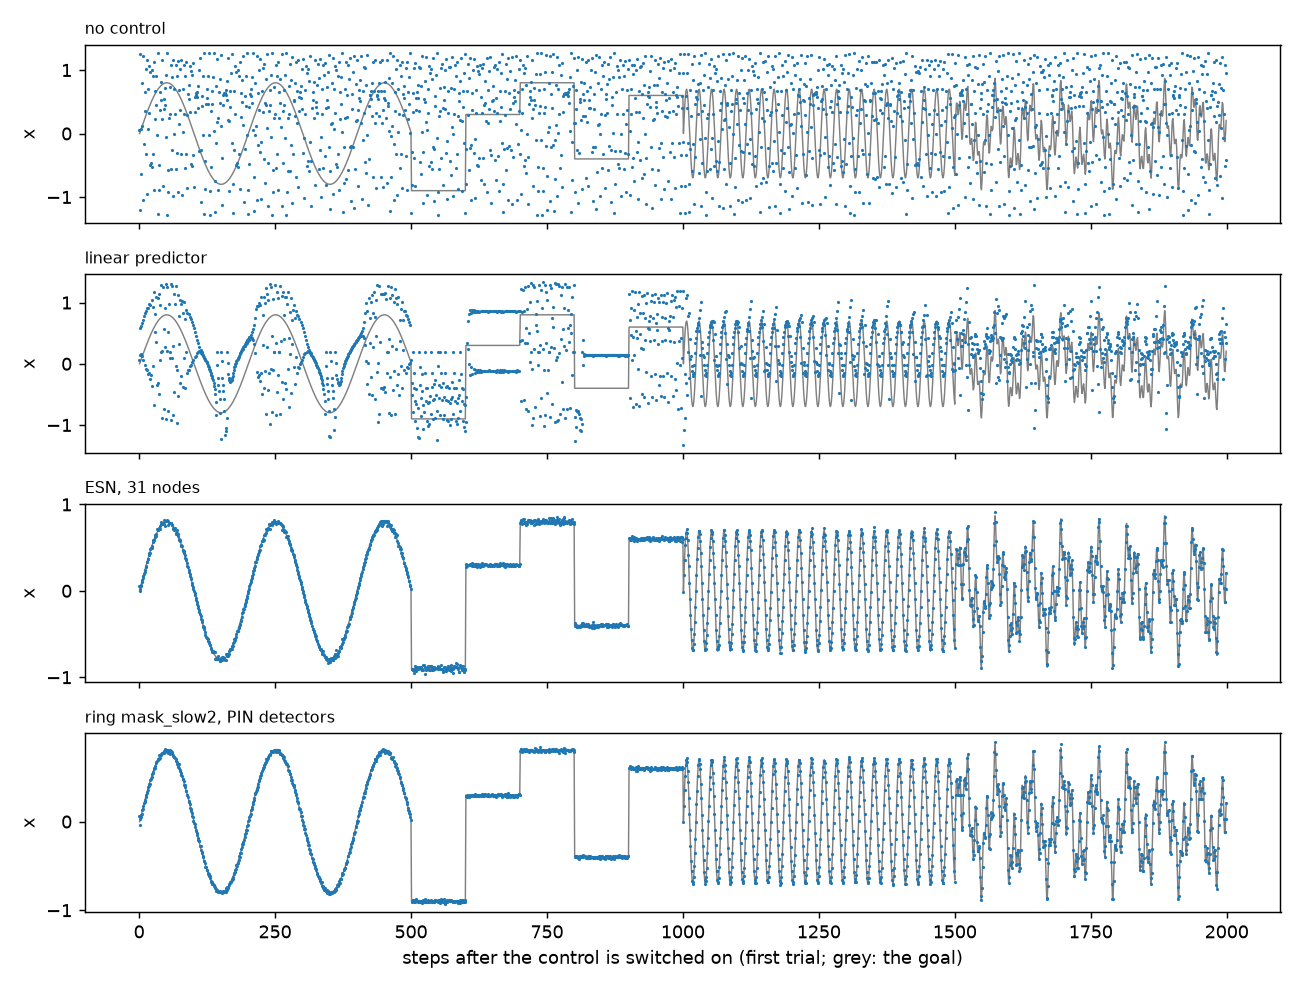 no control
1
0
−1
x
linear predictor
1
0
−1
x
ESN, 31 nodes
1
0
−1
x
ring mask_slow2, PIN detectors
0
−1
x
0 250 500 750 1000 1250 1500 1750 2000
steps after the control is switched on (first trial; grey: the goal)